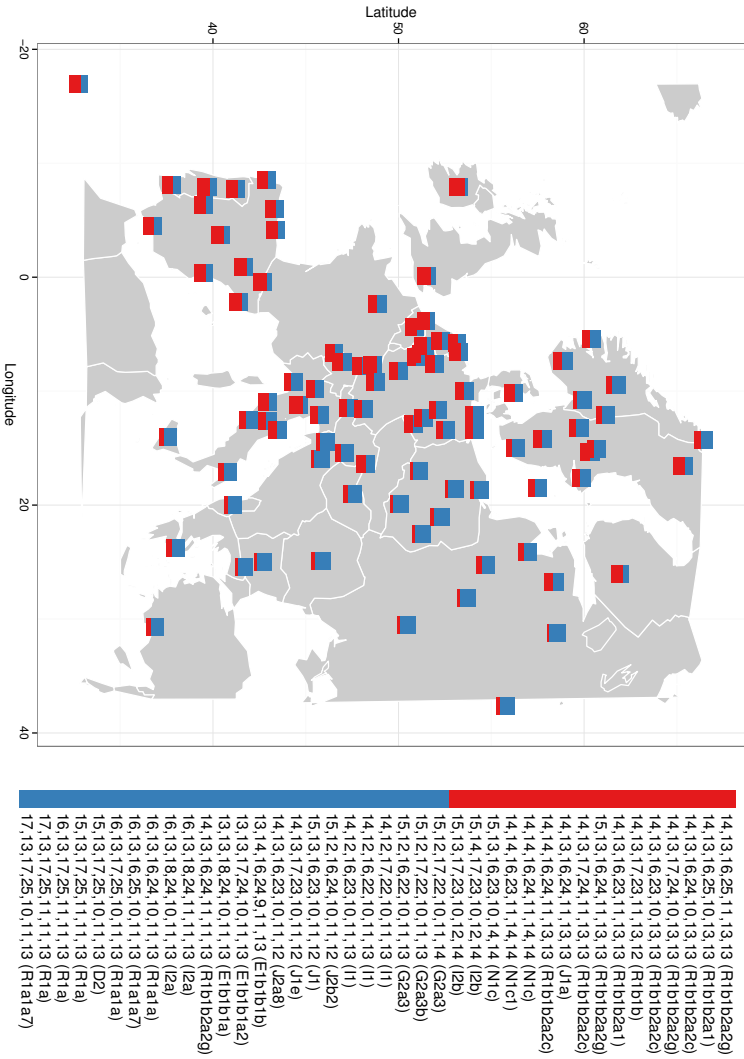 Latitude
40
50
60
−20
0
20
40
Longitude
14,13,16,25,11,11,13 (R1b1b2a2g)
14,13,16,25,10,11,13 (R1b1b2a1)
14,13,16,24,10,11,13 (R1b1b2a2c)
14,13,17,23,10,11,13 (R1b1b2a2g)
14,13,16,23,10,11,13 (R1b1b2a2c)
14,13,16,24,11,11,12 (R1b1b)
14,13,16,23,11,13,13 (R1b1b2a1)
15,13,16,24,11,13,13 (R1b1b2a2g)
14,13,17,24,10,13,13 (R1b1b2a2c)
14,13,17,24,11,13,13 (J1a)
14,14,16,24,11,13,13 (R1b1b2a2c)
14,14,16,24,11,14,14 (N1c)
14,14,16,23,11,14,14 (N1c1)
15,13,16,23,10,13,14 (N1c)
15,14,17,23,10,12,14 (I2b)
15,13,17,23,10,12,14 (I2b)
15,12,17,22,10,11,14 (G2a3)
15,12,17,22,10,11,13 (G2a3b)
15,12,16,22,10,11,13 (G2a3)
14,12,17,22,10,11,13 (I1)
14,12,16,22,10,11,13 (I1)
14,12,16,23,10,11,13 (I1)
15,12,16,24,10,11,12 (J2b2)
15,13,16,23,10,11,12 (J1)
14,13,17,23,10,11,12 (J1e)
14,13,16,23,10,11,12 (J2a8)
13,14,16,24,9,11,13 (E1b1b1b)
13,13,17,24,10,11,13 (E1b1b1a2)
13,13,18,24,10,11,13 (E1b1b1a)
14,13,16,24,11,11,13 (R1b1b2a2g)
16,13,18,24,11,11,13 (I2a)
16,13,18,24,10,11,13 (I2a)
16,13,16,24,10,11,13 (R1a1a)
16,13,16,25,10,11,13 (R1a1a7)
16,13,17,25,10,11,13 (R1a1a)
15,13,17,25,10,11,13 (D2)
15,13,17,25,11,11,13 (R1a)
16,13,17,25,11,11,13 (R1a)
17,13,17,25,11,11,13 (R1a)
17,13,17,25,10,11,13 (R1a1a7)